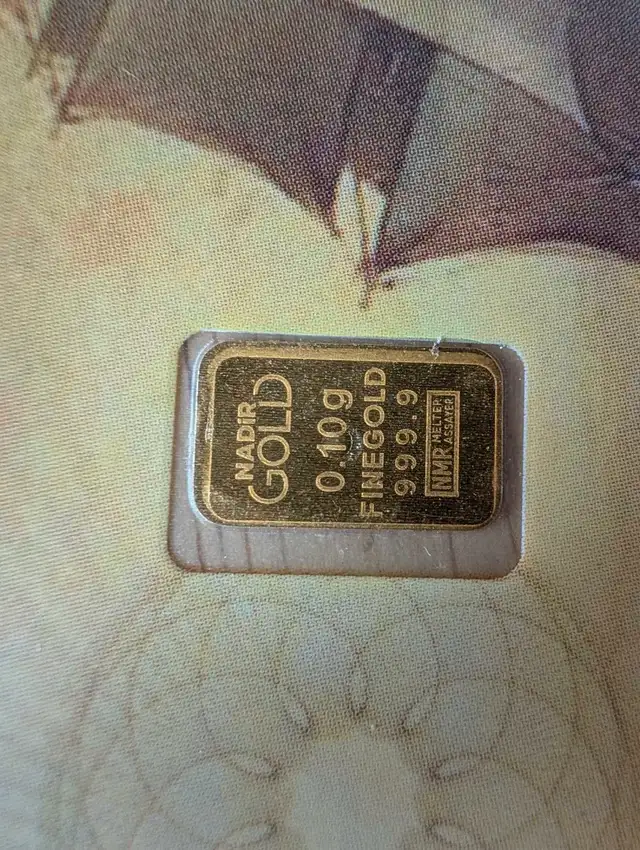 NADIR
GOLD
0.10g
FINEGOLD
999.9
NMR
MELTER
ASSAYER